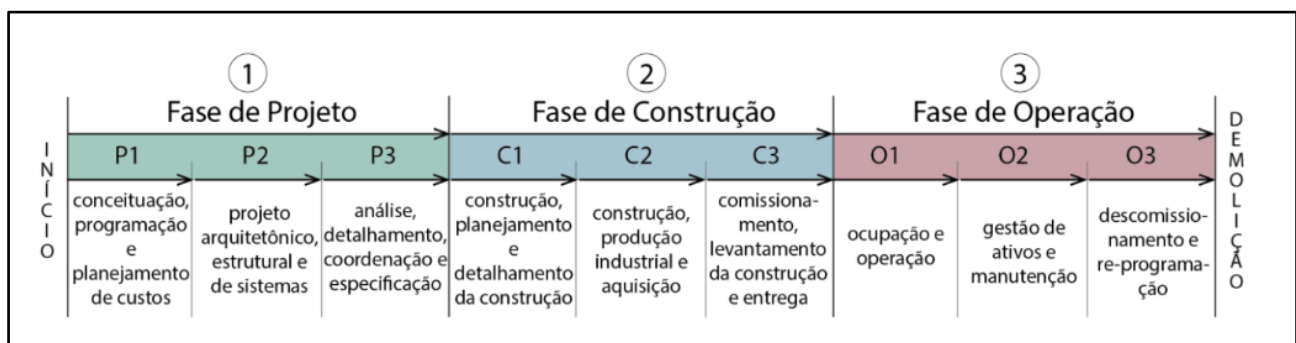 1
2
3
Fase de Projeto
Fase de Construção
Fase de Operação
INÍCIO
P1
P2
P3
C1
C2
C3
O1
O2
O3
conceituação,
programação
e
planejamento
de custos
projeto
arquitetônico,
estrutural e
de sistemas
análise,
detalhamento,
coordenação e
especificação
construção,
planejamento
e
detalhamento
da construção
construção,
produção
industrial e
aquisição
comissiona-
mento,
levantamento
da construção
e entrega
ocupação e
operação
gestão de
ativos e
manutenção
descomissio-
namento e
re-programa-
ção
DEMOLIÇÃO